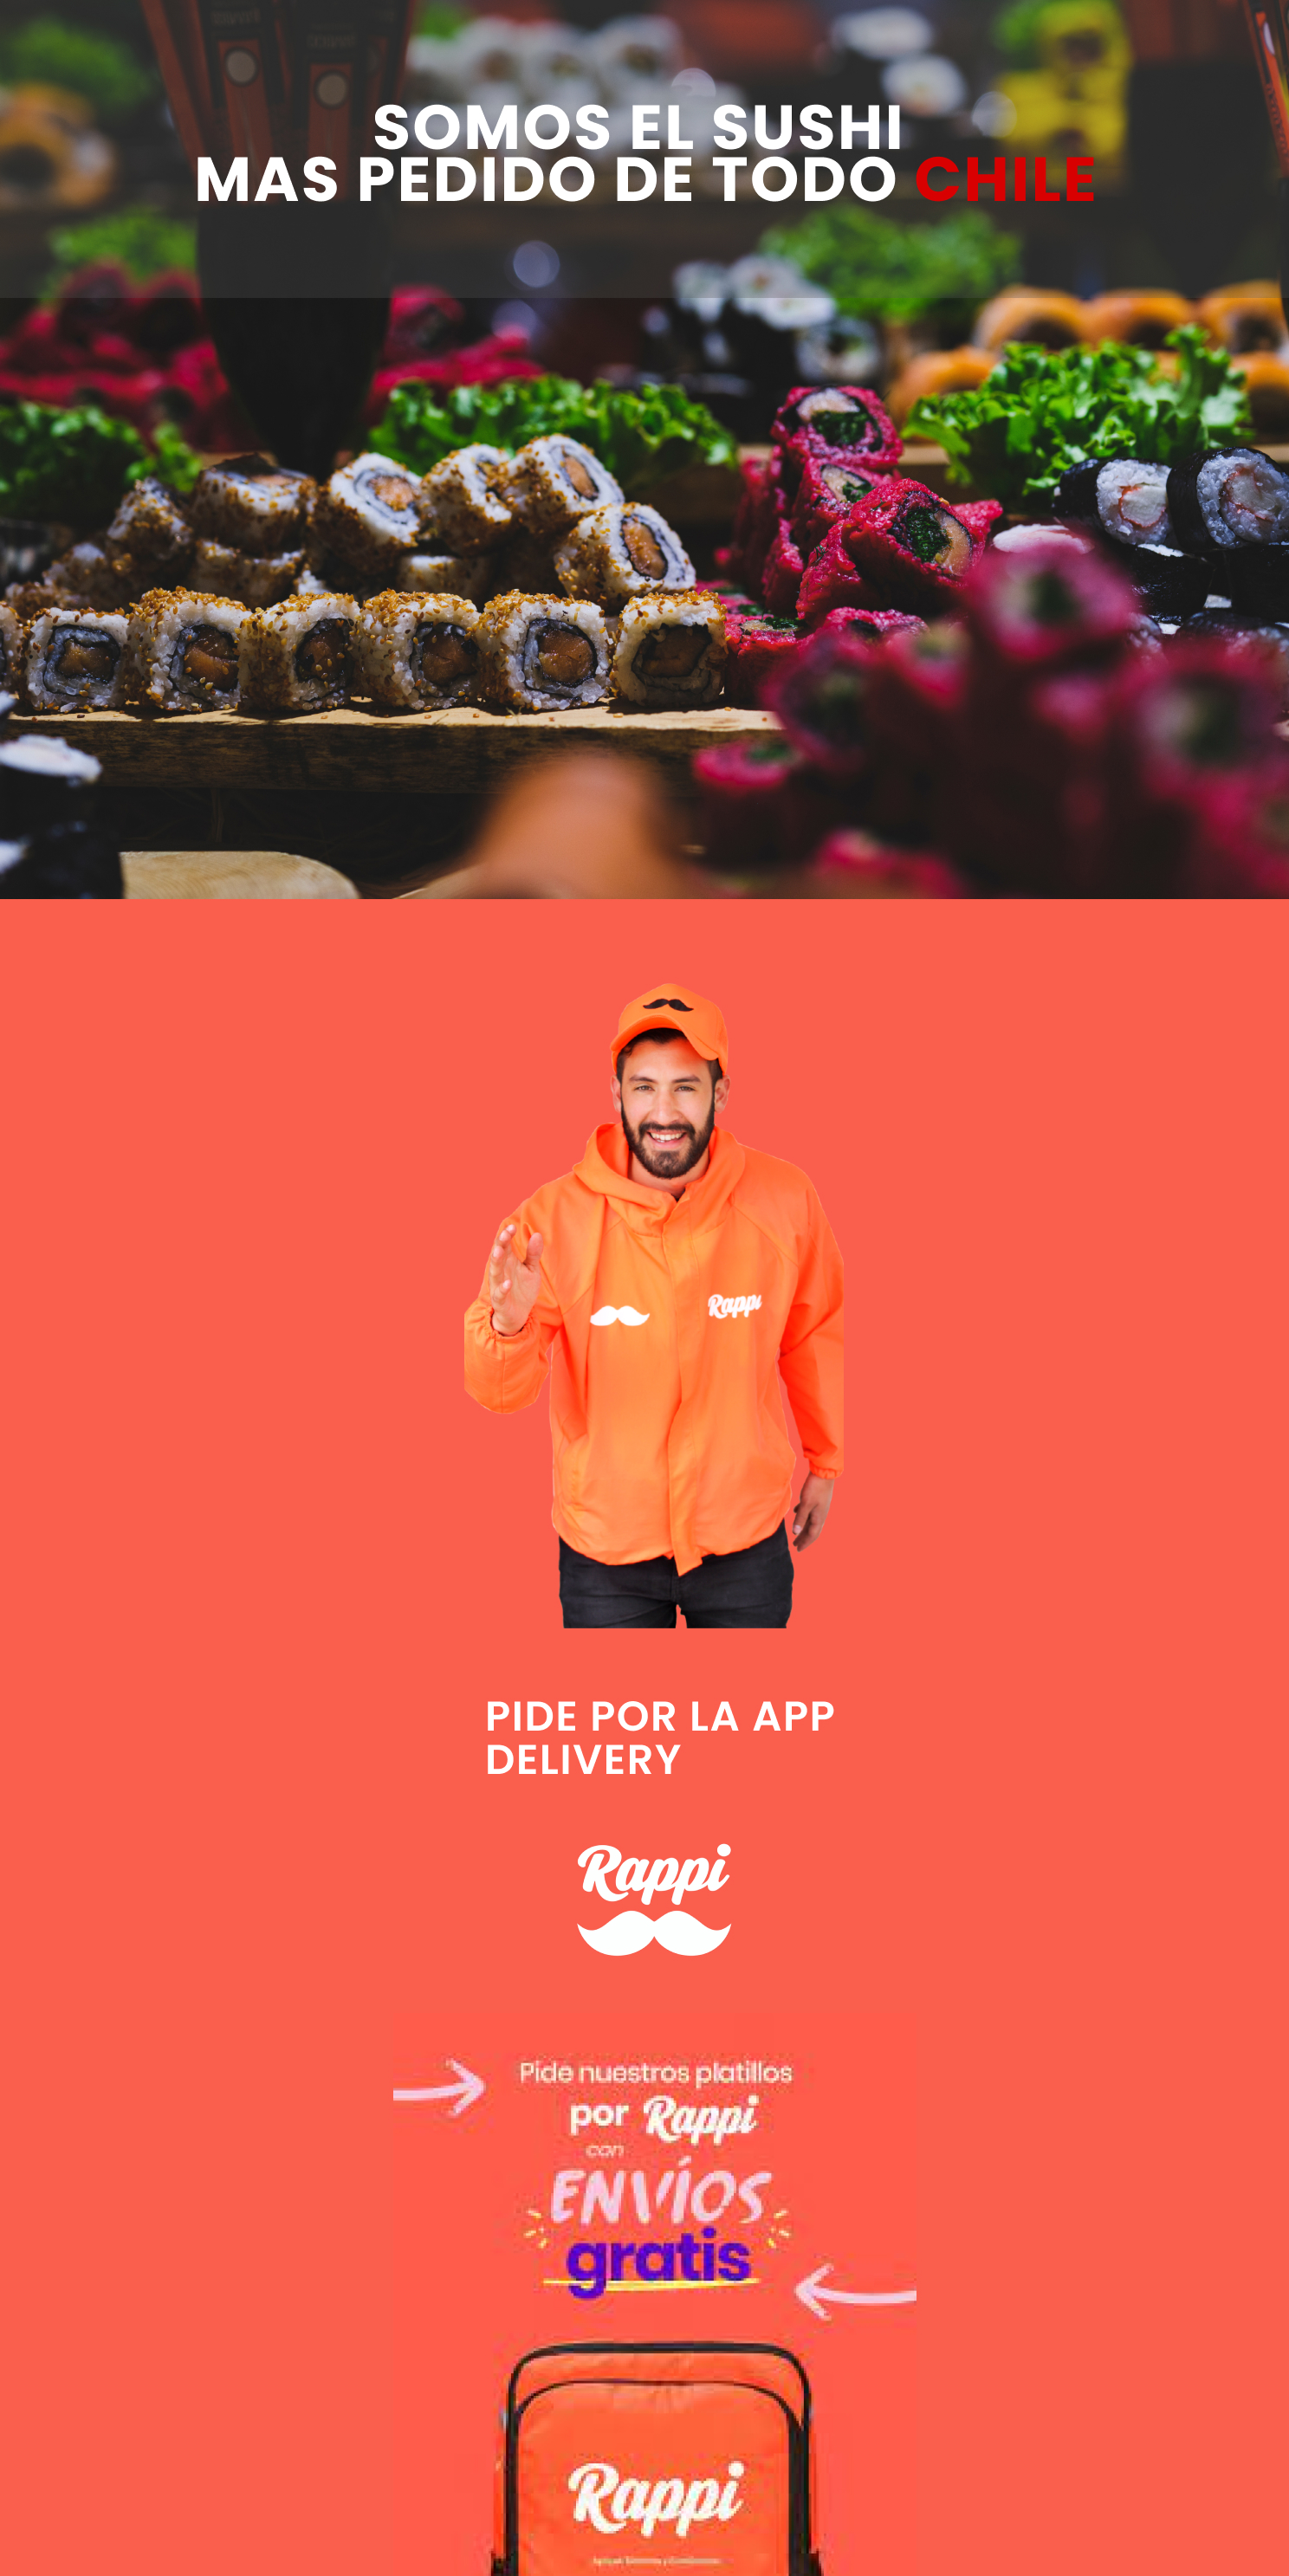 SOMOS EL SUSHI
MAS PEDIDO DE TODO CHILE
Rappi
PIDE POR LA APP
DELIVERY
Rappi
Pide nuestros platillos
por Rappi
con
ENVÍOS
gratis
Rappi